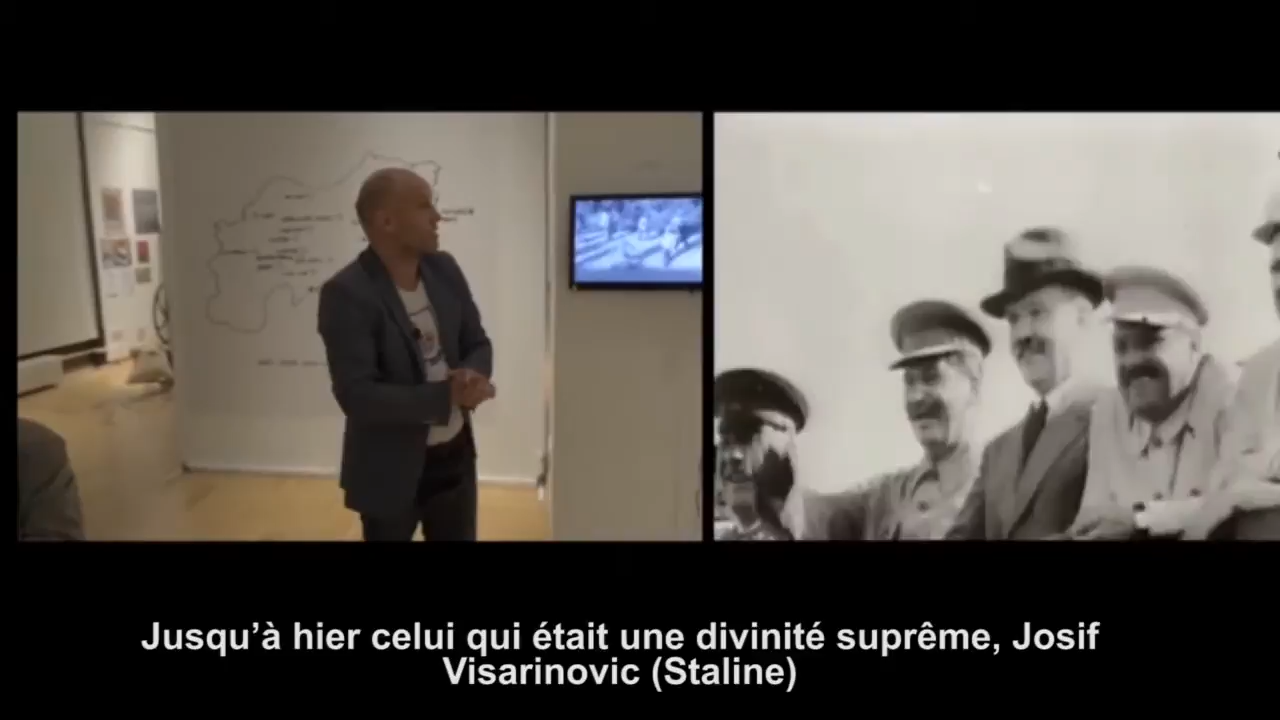 Jusqu’à hier celui qui était une divinité suprême, Josif
Visarinovic (Staline)